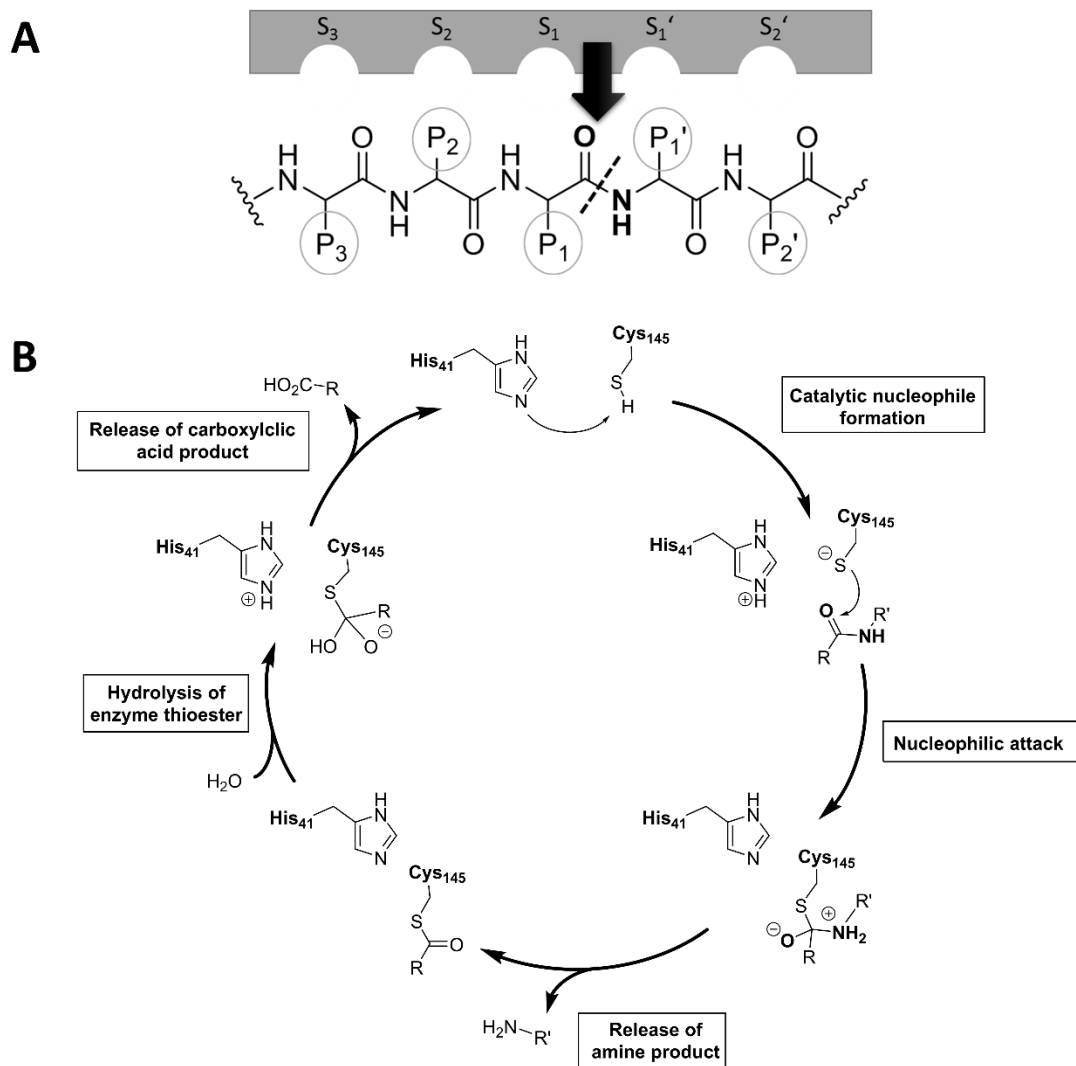 A
S₃ S₂ S₁ S₁‘ S₂‘
O P₂ O P₁' O
H H H
N N N
N N
H H
P₃ O P₁ O P₂'
B
Cys₁₄₅
His₄₁
H
N
N
S
H
HO₂C R
Catalytic nucleophile
formation
Release of carboxylclic
acid product
His₄₁
H
N
N
H
⊕
Cys₁₄₅
S
R
HO O ⊖
His₄₁
H
N
N
H
⊕
Cys₁₄₅
⊖ S
O R'
NH
R
Hydrolysis of
enzyme thioester
Nucleophilic attack
H₂O
His₄₁
H
N
N
Cys₁₄₅
S
O
R
His₄₁
H
N
N
Cys₁₄₅
S ⊕ R'
⊖ O NH₂
R
H₂N R'
Release of
amine product